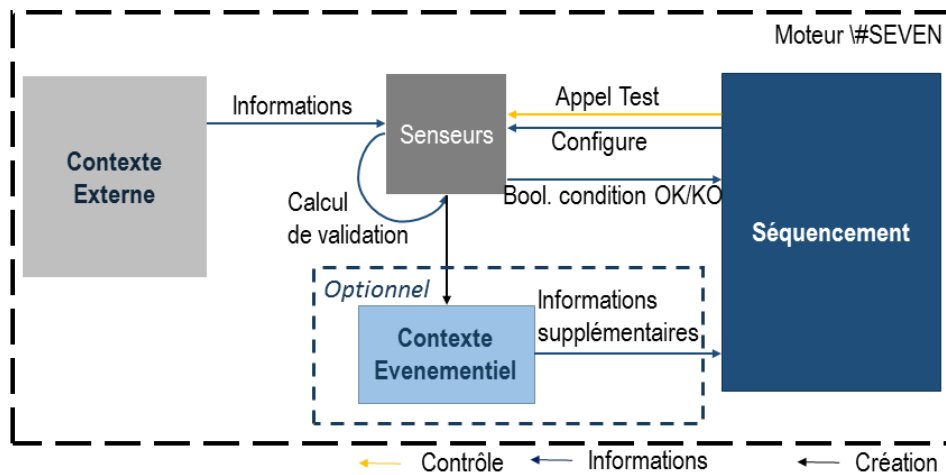 Moteur \#SEVEN
Informations
Appel Test
Senseurs
Configure
Contexte
Externe
Bool. condition OK/KO
Calcul
de validation
Séquencement
Optionnel
Informations
supplémentaires
Contexte
Evenementiel
Contrôle
Informations
Création